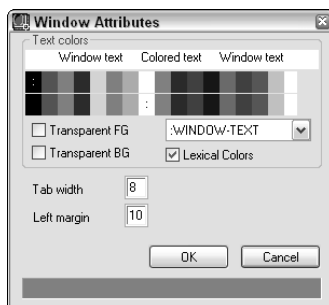 Window Attributes
Text colors
Window text Colored text Window text
:
:
Transparent FG
:WINDOW-TEXT
Transparent BG
Lexical Colors
Tab width 8
Left margin 10
OK Cancel